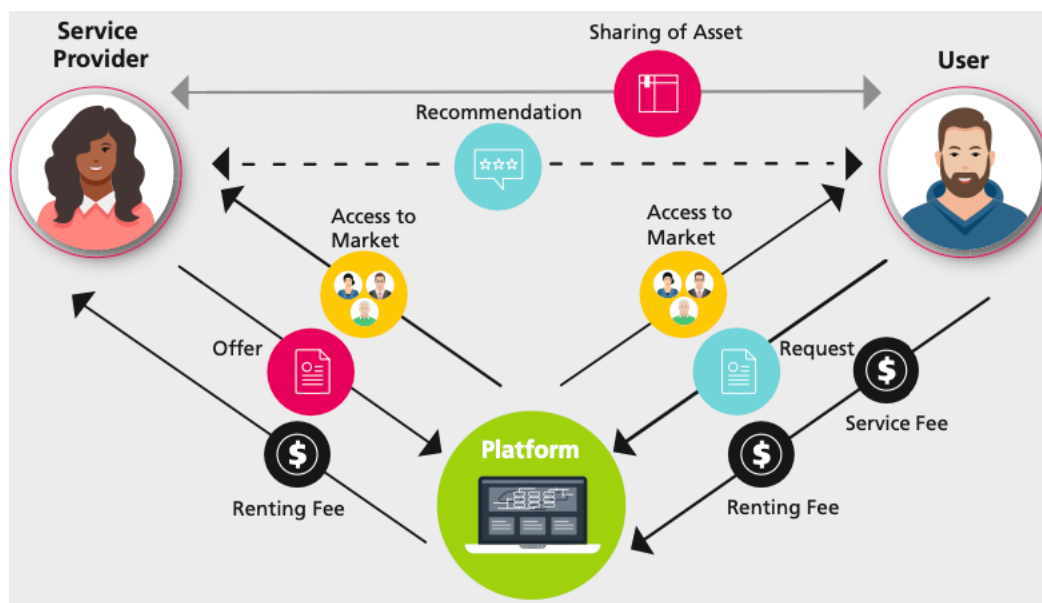 Service
Provider
Sharing of Asset
User
Recommendation
Access to
Market
Access to
Market
Offer
Request
Service Fee
Platform
Renting Fee
Renting Fee